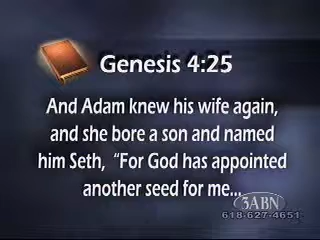 Genesis 4:25
And Adam knew his wife again,
and she bore a son and named
him Seth, “For God has appointed
another seed for me...
3ABN
618-627-4651